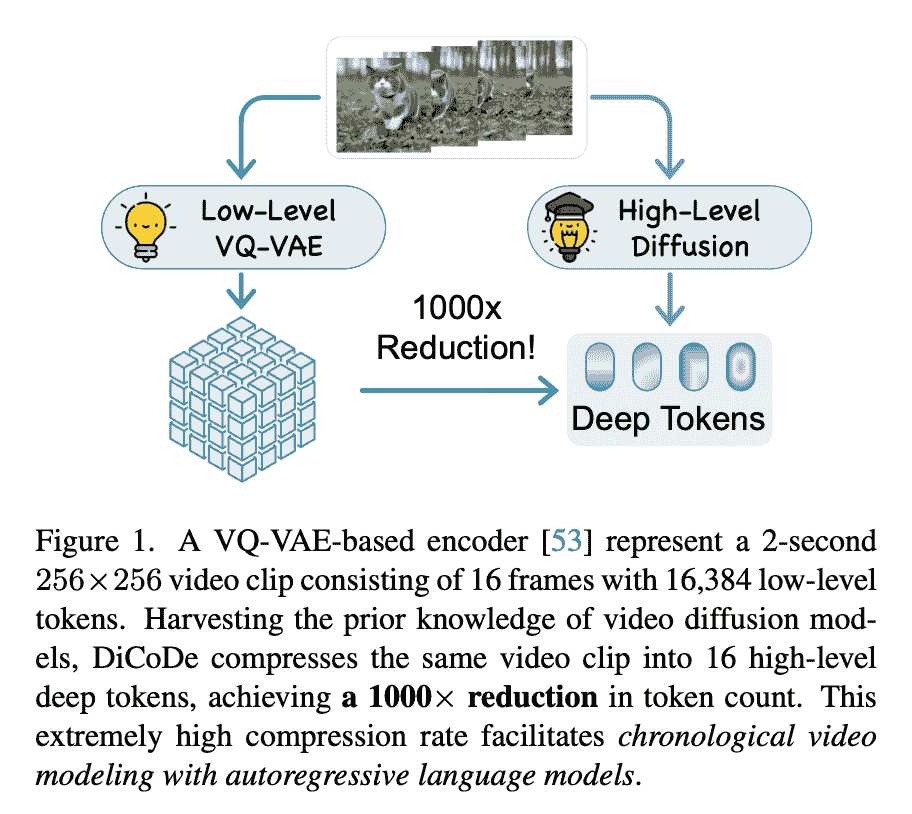 Low-Level
VQ-VAE
High-Level
Diffusion
1000x
Reduction!
Deep Tokens
Figure 1. A VQ-VAE-based encoder [53] represent a 2-second
256×256 video clip consisting of 16 frames with 16,384 low-level
tokens. Harvesting the prior knowledge of video diffusion mod-
els, DiCoDe compresses the same video clip into 16 high-level
deep tokens, achieving a 1000× reduction in token count. This
extremely high compression rate facilitates chronological video
modeling with autoregressive language models.